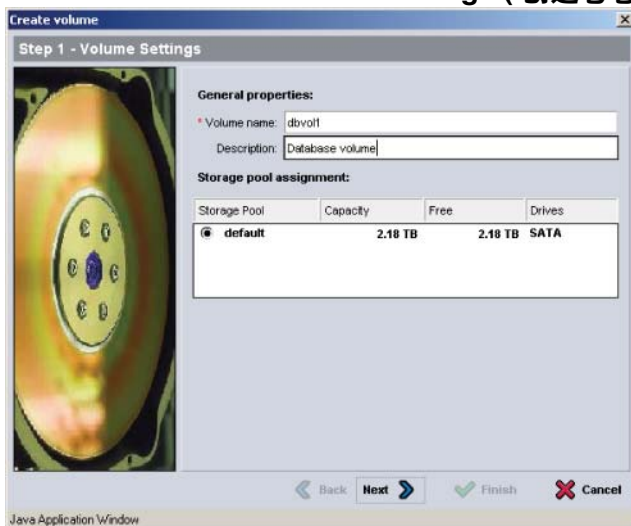 Create volume
Step 1 - Volume Settings
General properties:
* Volume name: dbvol1
Description: Database volume
Storage pool assignment:
Storage Pool Capacity Free Drives
default 2.18 TB 2.18 TB SATA
Back Next Finish Cancel
Java Application Window